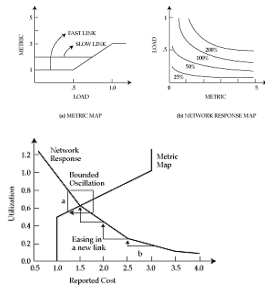 5
3
1
METRIC
FAST LINK
SLOW LINK
.5
1.0
LOAD
(a) METRIC MAP
1
.5
LOAD
200%
100%
50%
25%
0
5
METRIC
(b) NETWORK RESPONSE MAP
1.2
1.0
0.8
0.6
0.4
0.2
0.0
Utilization
Network
Response
Bounded
Oscillation
a
Metric
Map
Easing in
a new link
b
0.5 1.0 1.5 2.0 2.5 3.0 3.5 4.0
Reported Cost